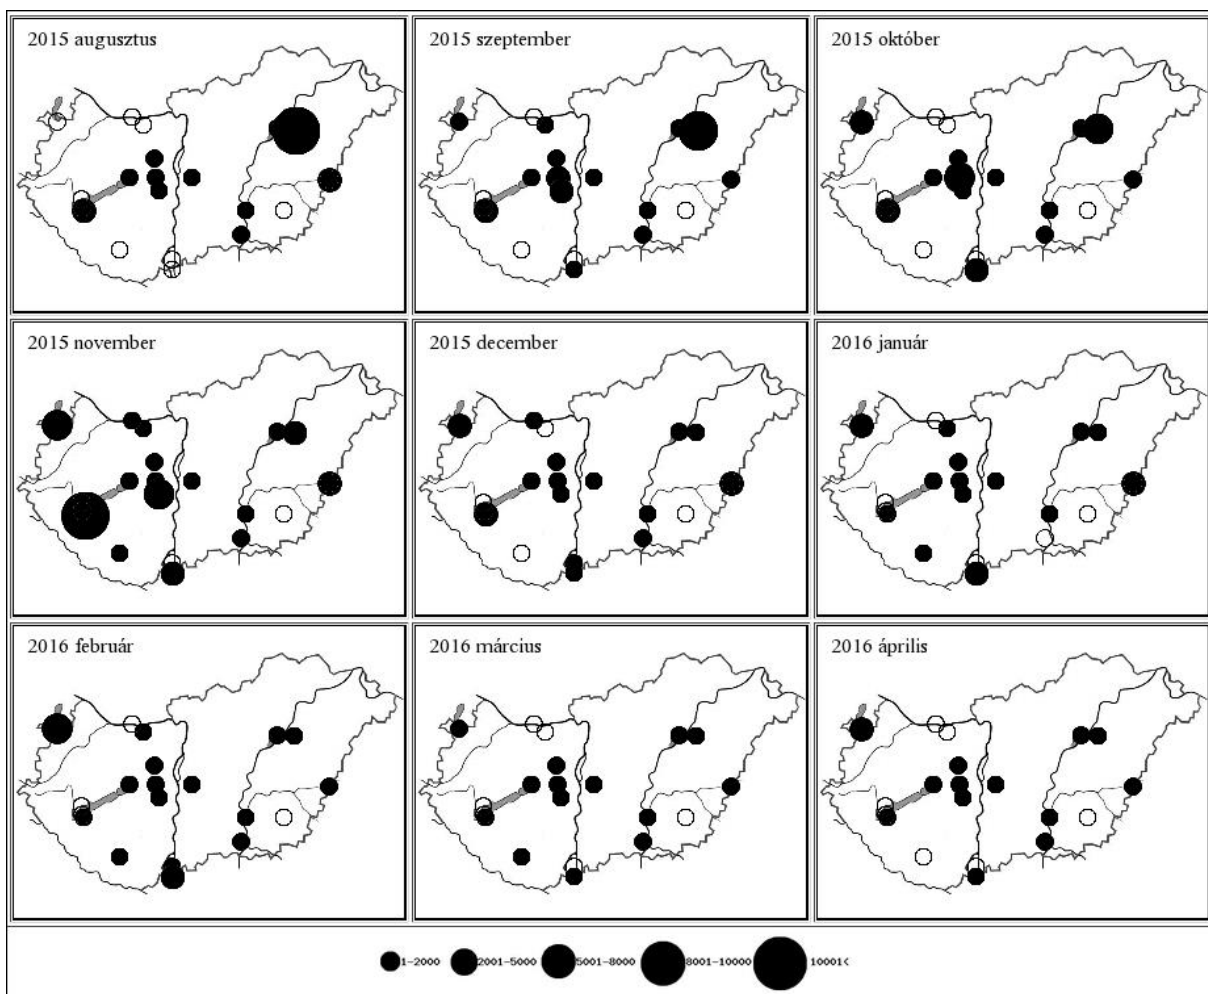 2015 augusztus
2015 szeptember
2015 október
2015 november
2015 december
2016 január
2016 február
2016 március
2016 április
1-2000 2001-5000 5001-8000 8001-10000 10001<